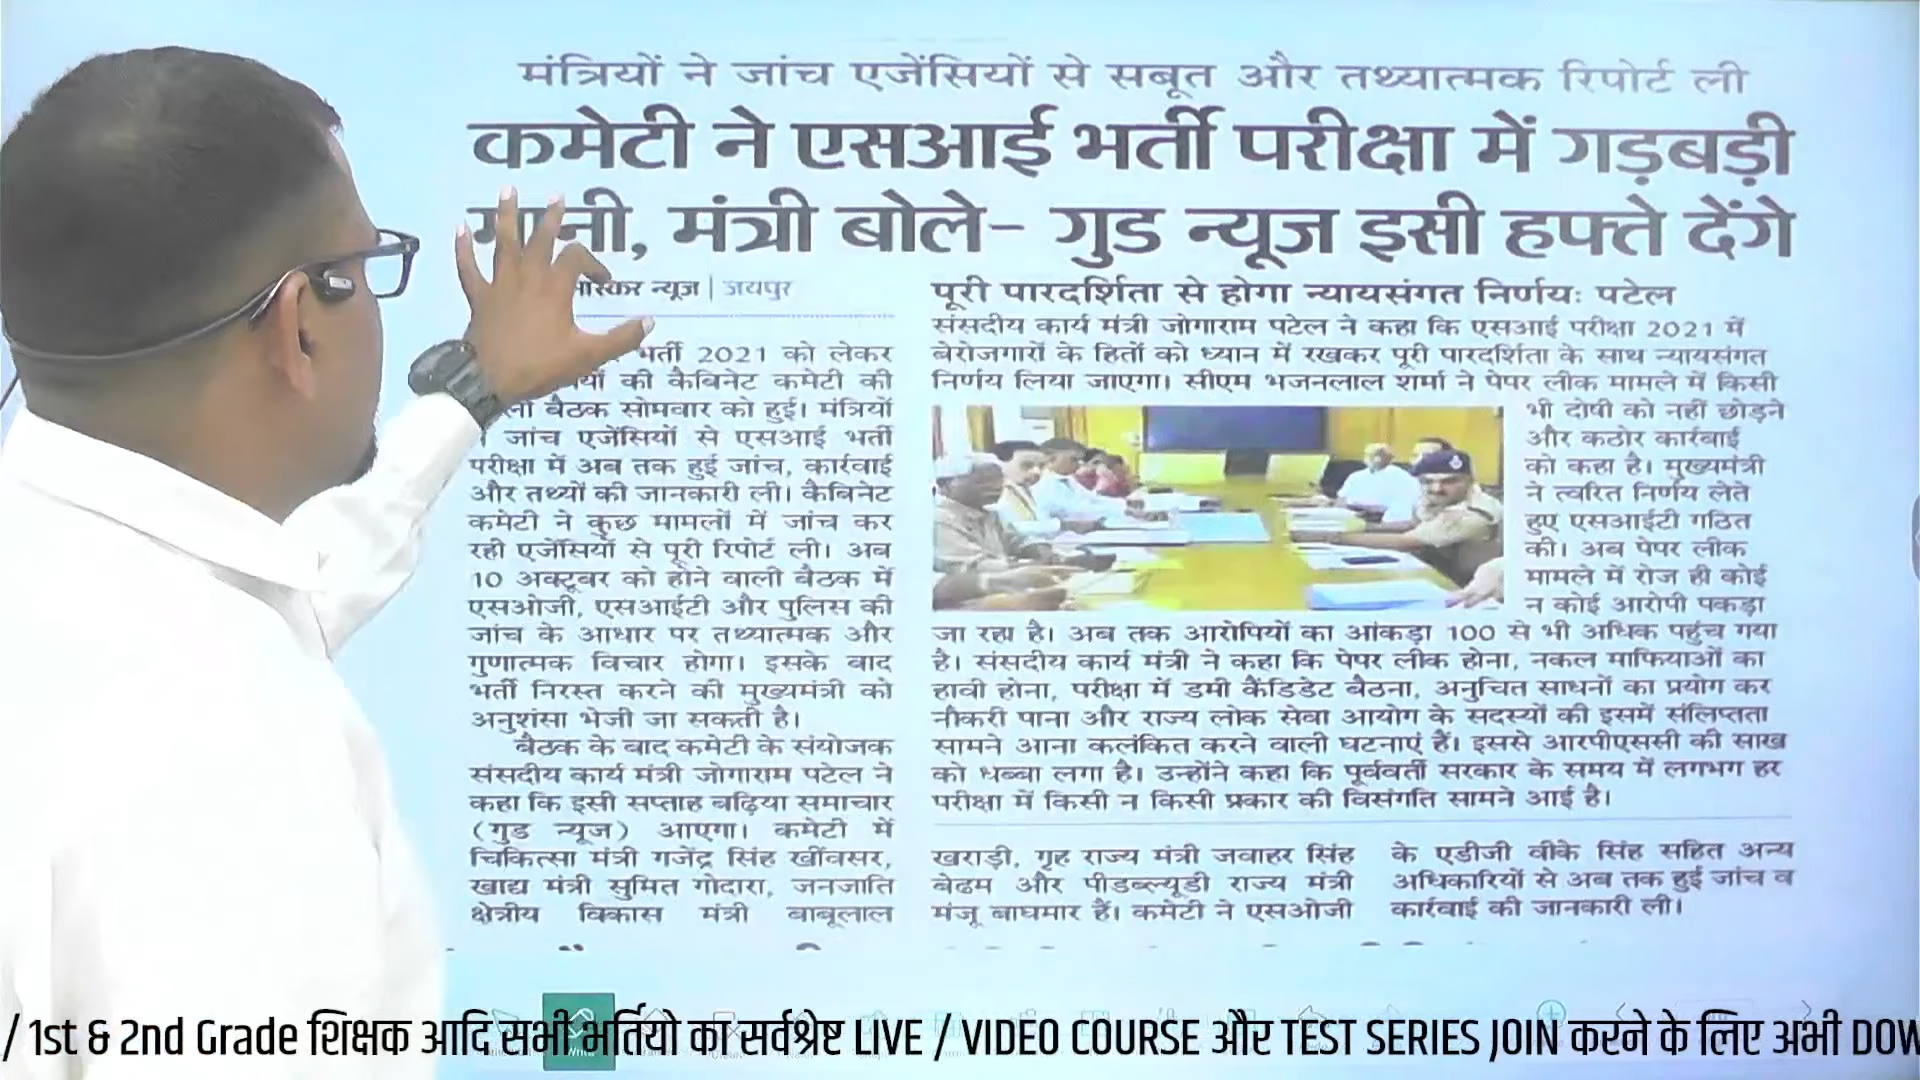 मंत्रियों ने जांच एजेंसियों से सबूत और तथ्यात्मक रिपोर्ट ली
कमेटी ने एसआई भर्ती परीक्षा में गड़बड़ी
मानी, मंत्री बोले- गुड न्यूज इसी हफ्ते देंगे
भास्कर न्यूज | जयपुर
भर्ती 2021 को लेकर
की कैबिनेट कमेटी की
बैठक सोमवार को हुई। मंत्रियों
जांच एजेंसियों से एसआई भर्ती
परीक्षा में अब तक हुई जांच, कार्रवाई
और तथ्यों की जानकारी ली। कैबिनेट
कमेटी ने कुछ मामलों में जांच कर
रही एजेंसियों से पूरी रिपोर्ट ली। अब
10 अक्टूबर को होने वाली बैठक में
एसओजी, एसआईटी और पुलिस की
जांच के आधार पर तथ्यात्मक और
गुणात्मक विचार होगा। इसके बाद
भर्ती निरस्त करने की मुख्यमंत्री को
अनुशंसा भेजी जा सकती है।
बैठक के बाद कमेटी के संयोजक
संसदीय कार्य मंत्री जोगाराम पटेल ने
कहा कि इसी सप्ताह बढ़िया समाचार
(गुड न्यूज) आएगा। कमेटी में
चिकित्सा मंत्री गजेंद्र सिंह खींवसर,
खाद्य मंत्री सुमित गोदारा, जनजाति
क्षेत्रीय विकास मंत्री बाबूलाल
पूरी पारदर्शिता से होगा न्यायसंगत निर्णयः पटेल
संसदीय कार्य मंत्री जोगाराम पटेल ने कहा कि एसआई परीक्षा 2021 में
बेरोजगारों के हितों को ध्यान में रखकर पूरी पारदर्शिता के साथ न्यायसंगत
निर्णय लिया जाएगा। सीएम भजनलाल शर्मा ने पेपर लीक मामले में किसी
भी दोषी को नहीं छोड़ने
और कठोर कार्रवाई
को कहा है। मुख्यमंत्री
ने त्वरित निर्णय लेते
हुए एसआईटी गठित
की। अब पेपर लीक
मामले में रोज ही कोई
न कोई आरोपी पकड़ा
जा रहा है। अब तक आरोपियों का आंकड़ा 100 से भी अधिक पहुंच गया
है। संसदीय कार्य मंत्री ने कहा कि पेपर लीक होना, नकल माफियाओं का
हावी होना, परीक्षा में डमी कैंडिडेट बैठना, अनुचित साधनों का प्रयोग कर
नौकरी पाना और राज्य लोक सेवा आयोग के सदस्यों की इसमें संलिप्तता
सामने आना कलंकित करने वाली घटनाएं हैं। इससे आरपीएससी की साख
को धब्बा लगा है। उन्होंने कहा कि पूर्ववर्ती सरकार के समय में लगभग हर
परीक्षा में किसी न किसी प्रकार की विसंगति सामने आई है।
खराड़ी, गृह राज्य मंत्री जवाहर सिंह
बेढम और पीडब्ल्यूडी राज्य मंत्री
मंजू बाघमार हैं। कमेटी ने एसओजी
के एडीजी वीके सिंह सहित अन्य
अधिकारियों से अब तक हुई जांच व
कार्रवाई की जानकारी ली।
/ 1st & 2nd Grade शिक्षक आदि सभी भर्तियो का सर्वश्रेष्ट LIVE / VIDEO COURSE और TEST SERIES JOIN करने के लिए अभी DOW